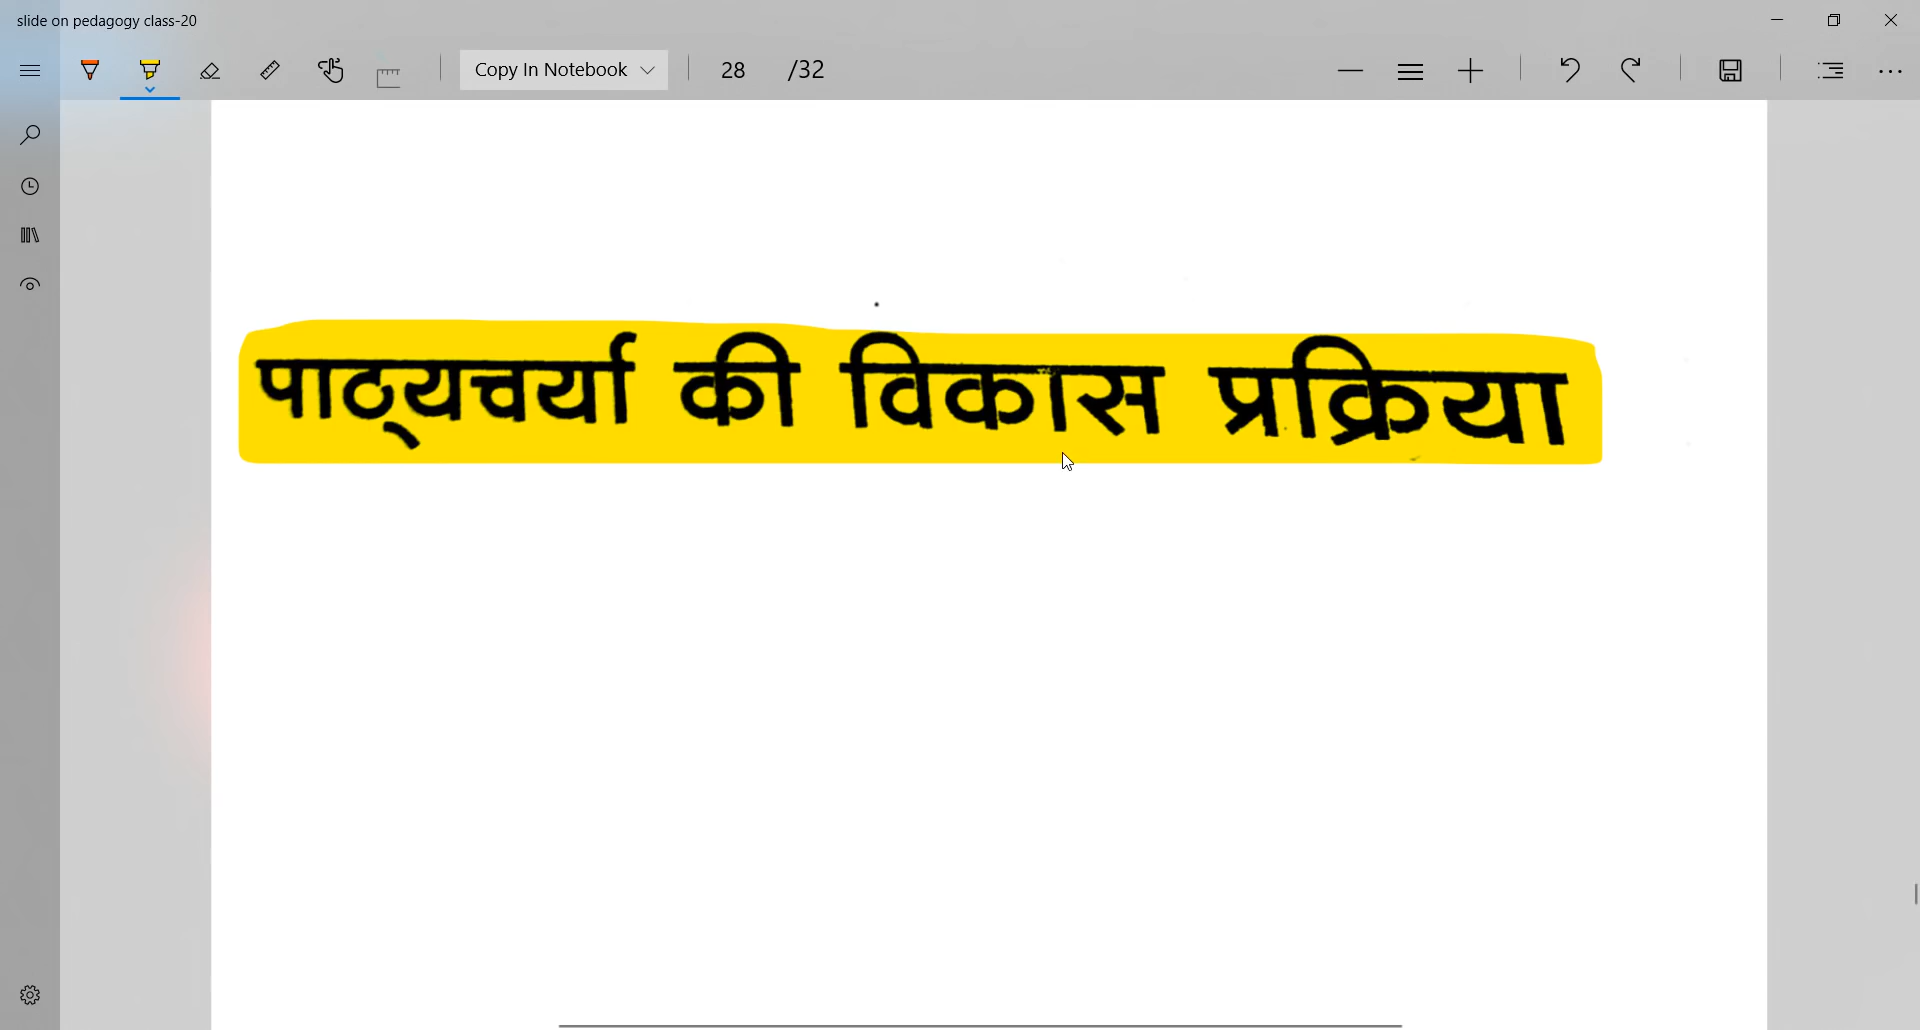 slide on pedagogy class-20
Copy In Notebook 28 /32
पाठ्यचर्या की विकास प्रक्रिया